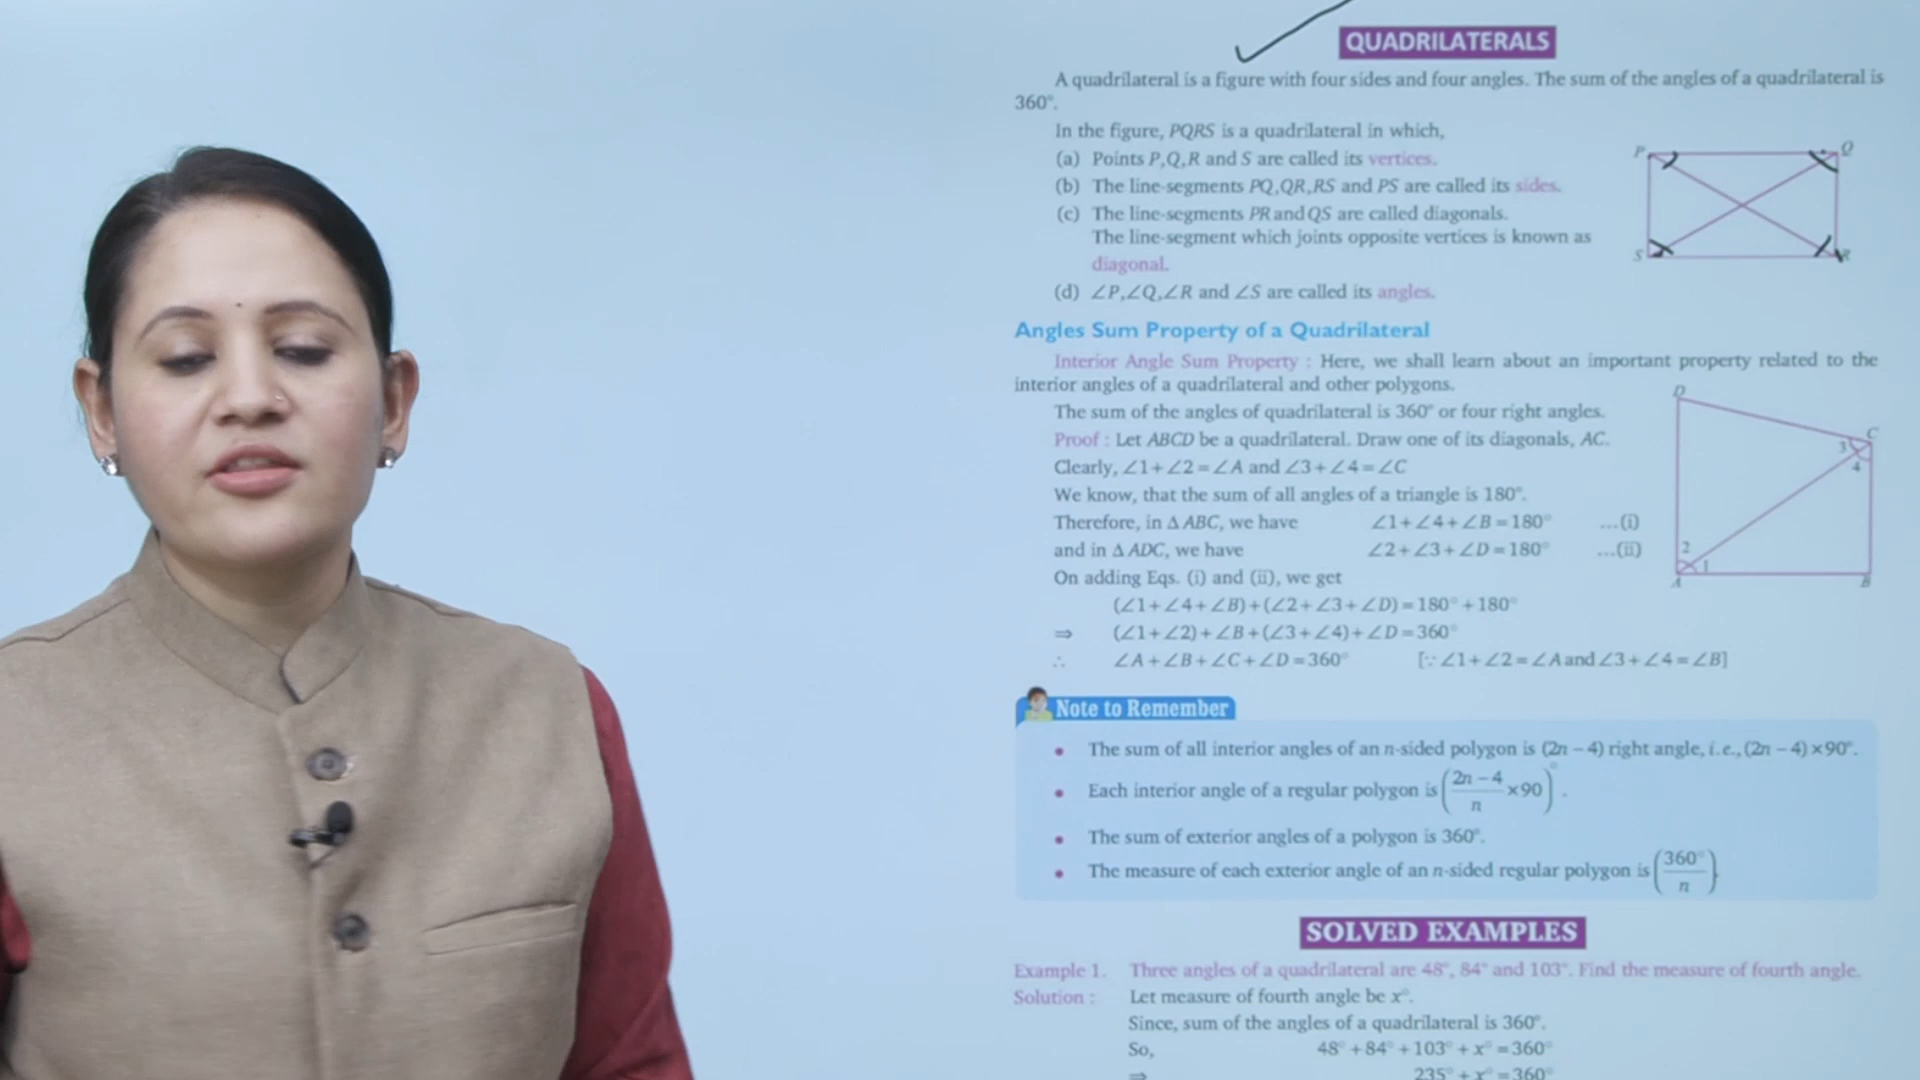 QUADRILATERALS
A quadrilateral is a figure with four sides and four angles. The sum of the angles of a quadrilateral is
360°.
In the figure, PQRS is a quadrilateral in which,
(a) Points P,Q,R and S are called its vertices.
(b) The line-segments PQ,QR,RS and PS are called its sides.
(c) The line-segments PR and QS are called diagonals.
The line-segment which joints opposite vertices is known as
diagonal.
(d) ∠P,∠Q,∠R and ∠S are called its angles.
P
Q
S
Angles Sum Property of a Quadrilateral
Interior Angle Sum Property : Here, we shall learn about an important property related to the
interior angles of a quadrilateral and other polygons.
The sum of the angles of quadrilateral is 360° or four right angles.
Proof : Let ABCD be a quadrilateral. Draw one of its diagonals, AC.
Clearly, ∠1+∠2=∠A and ∠3+∠4=∠C
We know, that the sum of all angles of a triangle is 180°.
Therefore, in Δ ABC, we have ∠1+∠4+∠B=180° ...(i)
and in Δ ADC, we have ∠2+∠3+∠D=180° ...(ii)
On adding Eqs. (i) and (ii), we get
(∠1+∠4+∠B)+(∠2+∠3+∠D)=180°+180°
⇒ (∠1+∠2)+∠B+(∠3+∠4)+∠D=360°
∴ ∠A+∠B+∠C+∠D=360° [∵ ∠1+∠2=∠A and ∠3+∠4=∠B]
D
C
3
4
2
1
A
B
Note to Remember
• The sum of all interior angles of an n-sided polygon is (2n – 4) right angle, i.e., (2n – 4)×90°.
• Each interior angle of a regular polygon is ((2n – 4)/n ×90)°.
• The sum of exterior angles of a polygon is 360°.
• The measure of each exterior angle of an n-sided regular polygon is (360°/n)
SOLVED EXAMPLES
Example 1. Three angles of a quadrilateral are 48°, 84° and 103°. Find the measure of fourth angle.
Solution : Let measure of fourth angle be x°.
Since, sum of the angles of a quadrilateral is 360°.
So, 48° +84° +103° + x° =360°
⇒ 235° + x° =360°